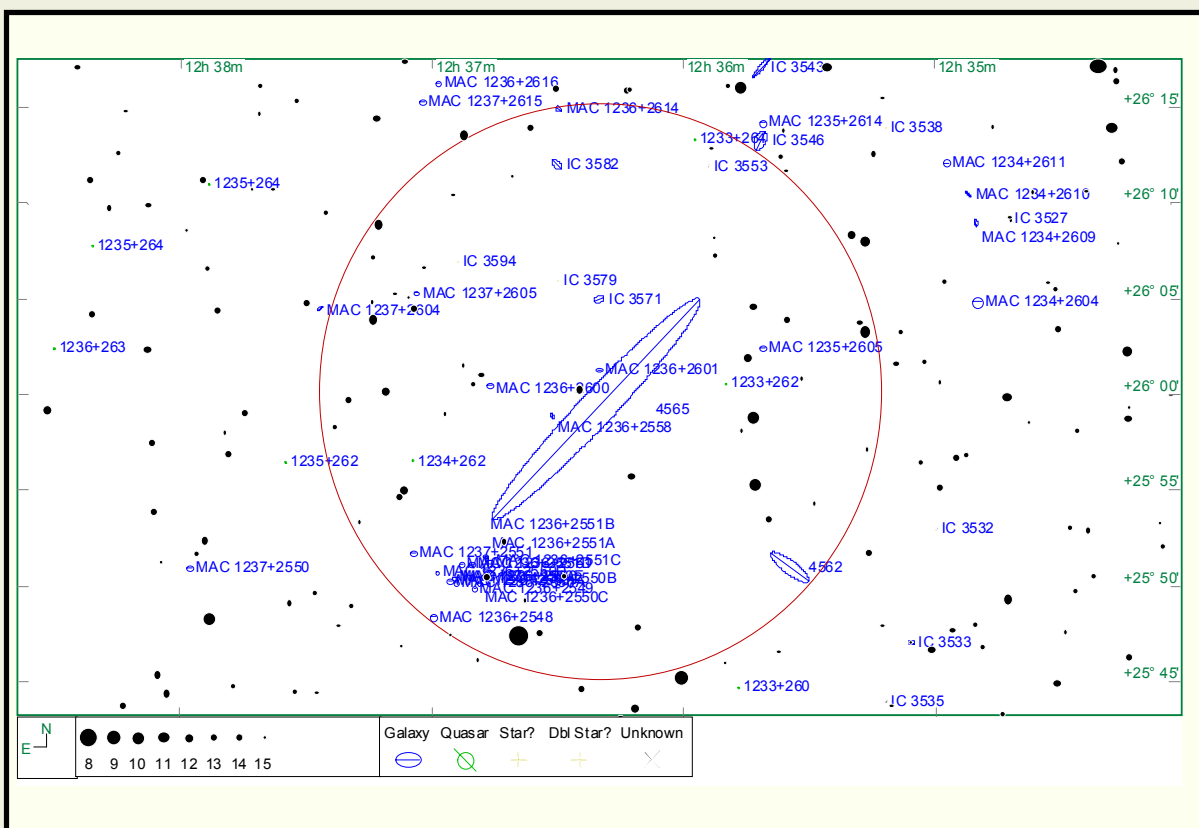 12h 38m 12h 37m 12h 36m 12h 35m
IC 3543
MAC 1236+2616
MAC 1237+2615
+26° 15'
MAC 1236+2614
MAC 1235+2614
IC 3538
IC 3546
IC 3582
IC 3553
MAC 1234+2611
1235+264
MAC 1234+2610
+26° 10'
IC 3527
MAC 1234+2609
1235+264
IC 3594
IC 3579
MAC 1237+2605
IC 3571
+26° 05'
MAC 1234+2604
MAC 1237+2604
1236+263
MAC 1235+2605
MAC 1236+2601
MAC 1236+2600
1233+262
+26° 00'
4565
MAC 1236+2558
1235+262
1234+262
+25° 55'
MAC 1236+2551B
IC 3532
MAC 1236+2551A
MAC 1237+2551
MAC 1236+2551C
MAC 1237+2550
4562
+25° 50'
MAC 1236+2550C
MAC 1236+2548
IC 3533
+25° 45'
1233+260
IC 3535
N
E
8 9 10 11 12 13 14 15
Galaxy Quasar Star? Dbl Star? Unknown